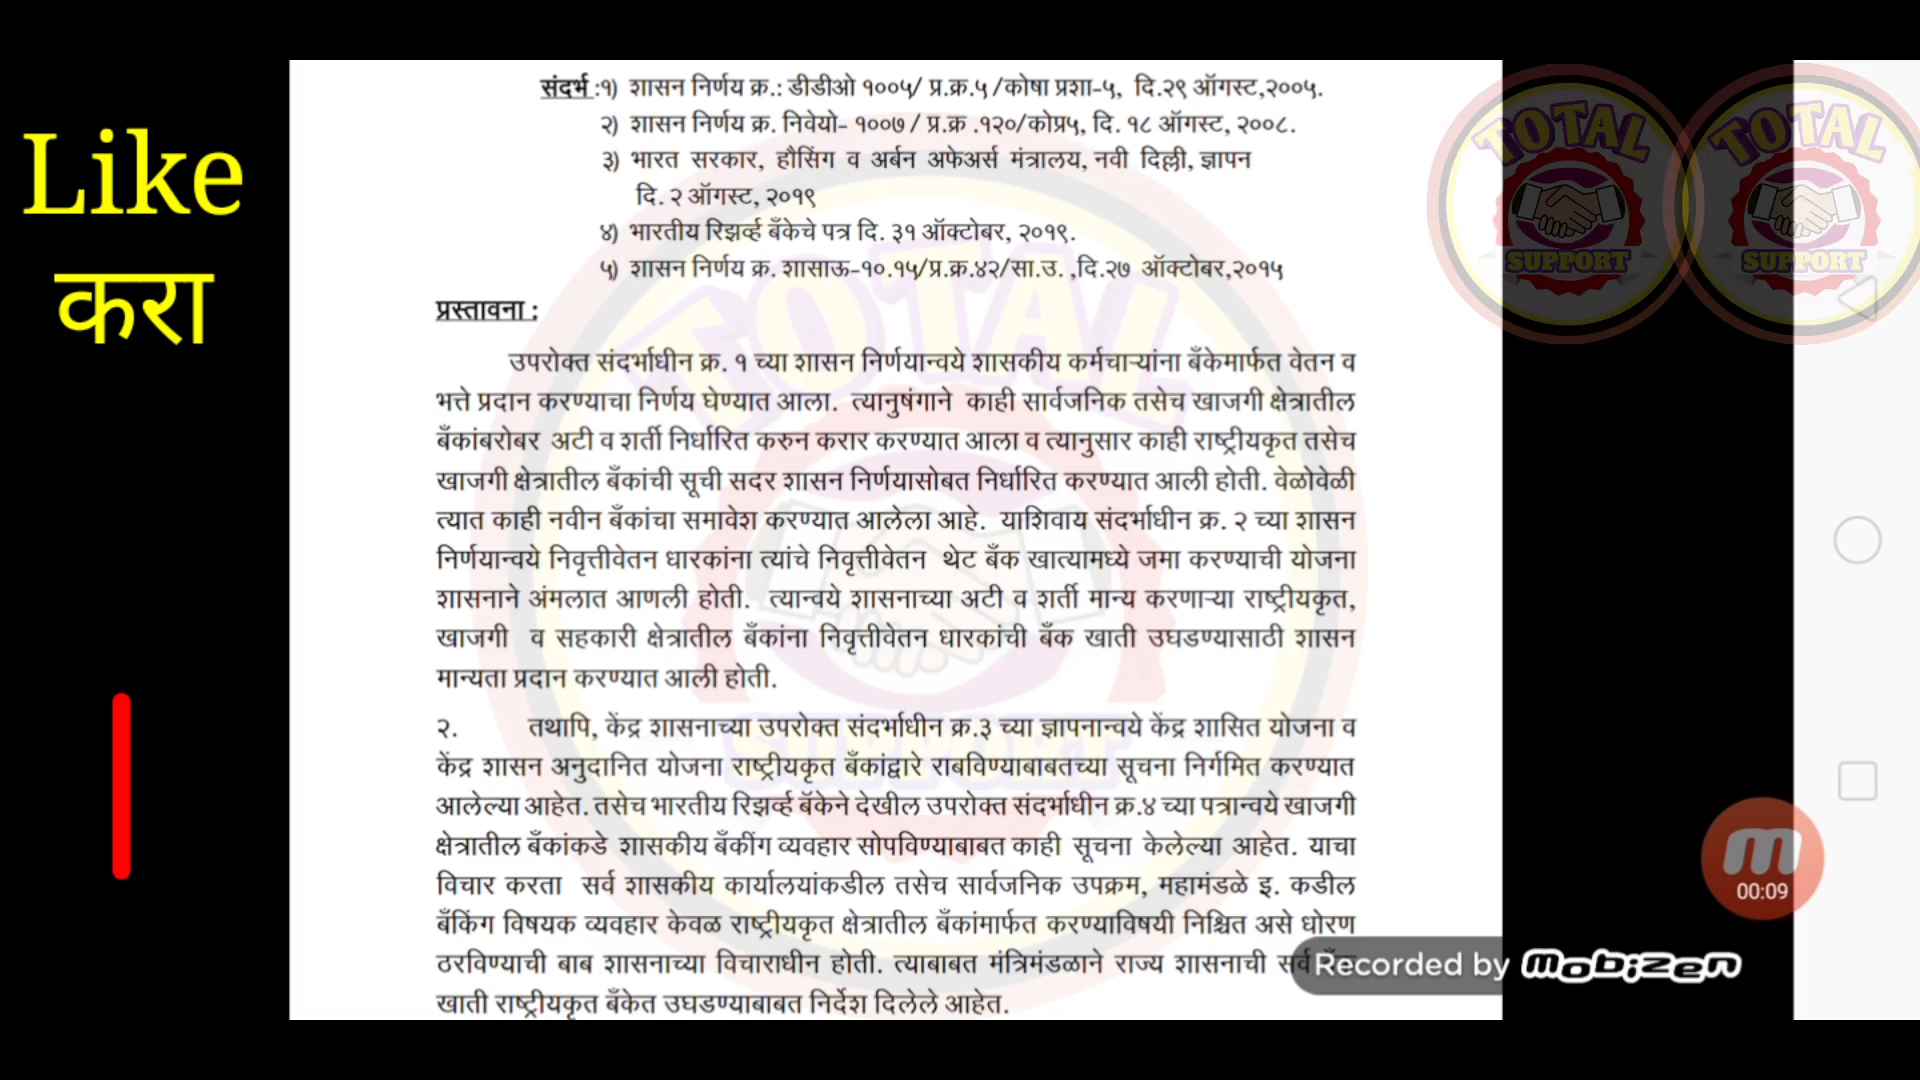 Like
करा
संदर्भ :१) शासन निर्णय क्र.: डीडीओ १००५/ प्र.क्र.५ /कोषा प्रशा-५, दि.२९ ऑगस्ट,२००५.
२) शासन निर्णय क्र. निवेयो- १००७ / प्र.क्र .१२०/कोप्र५, दि. १८ ऑगस्ट, २००८.
३) भारत सरकार, हौसिंग व अर्बन अफेअर्स मंत्रालय, नवी दिल्ली, ज्ञापन
दि. २ ऑगस्ट, २०१९
४) भारतीय रिझर्व्ह बँकेचे पत्र दि. ३१ ऑक्टोबर, २०१९.
५) शासन निर्णय क्र. शासाऊ-१०.१५/प्र.क्र.४२/सा.उ. ,दि.२७ ऑक्टोबर,२०१५
प्रस्तावना :
उपरोक्त संदर्भाधीन क्र. १ च्या शासन निर्णयान्वये शासकीय कर्मचाऱ्यांना बँकेमार्फत वेतन व
भत्ते प्रदान करण्याचा निर्णय घेण्यात आला. त्यानुषंगाने काही सार्वजनिक तसेच खाजगी क्षेत्रातील
बँकांबरोबर अटी व शर्ती निर्धारित करुन करार करण्यात आला व त्यानुसार काही राष्ट्रीयकृत तसेच
खाजगी क्षेत्रातील बँकांची सूची सदर शासन निर्णयासोबत निर्धारित करण्यात आली होती. वेळोवेळी
त्यात काही नवीन बँकांचा समावेश करण्यात आलेला आहे. याशिवाय संदर्भाधीन क्र. २ च्या शासन
निर्णयान्वये निवृत्तीवेतन धारकांना त्यांचे निवृत्तीवेतन थेट बँक खात्यामध्ये जमा करण्याची योजना
शासनाने अंमलात आणली होती. त्यान्वये शासनाच्या अटी व शर्ती मान्य करणाऱ्या राष्ट्रीयकृत,
खाजगी व सहकारी क्षेत्रातील बँकांना निवृत्तीवेतन धारकांची बँक खाती उघडण्यासाठी शासन
मान्यता प्रदान करण्यात आली होती.
२. तथापि, केंद्र शासनाच्या उपरोक्त संदर्भाधीन क्र.३ च्या ज्ञापनान्वये केंद्र शासित योजना व
केंद्र शासन अनुदानित योजना राष्ट्रीयकृत बँकांद्वारे राबविण्याबाबतच्या सूचना निर्गमित करण्यात
आलेल्या आहेत. तसेच भारतीय रिझर्व्ह बॅकेने देखील उपरोक्त संदर्भाधीन क्र.४ च्या पत्रान्वये खाजगी
क्षेत्रातील बँकांकडे शासकीय बँकींग व्यवहार सोपविण्याबाबत काही सूचना केलेल्या आहेत. याचा
विचार करता सर्व शासकीय कार्यालयांकडील तसेच सार्वजनिक उपक्रम, महामंडळे इ. कडील
बँकिंग विषयक व्यवहार केवळ राष्ट्रीयकृत क्षेत्रातील बँकांमार्फत करण्याविषयी निश्चित असे धोरण
ठरविण्याची बाब शासनाच्या विचाराधीन होती. त्याबाबत मंत्रिमंडळाने राज्य शासनाची सर्व
खाती राष्ट्रीयकृत बँकेत उघडण्याबाबत निर्देश दिलेले आहेत.
TOTAL
SUPPORT
TOTAL
SUPPORT
TOTAL
SUPPORT
00:09
Recorded by mobizen